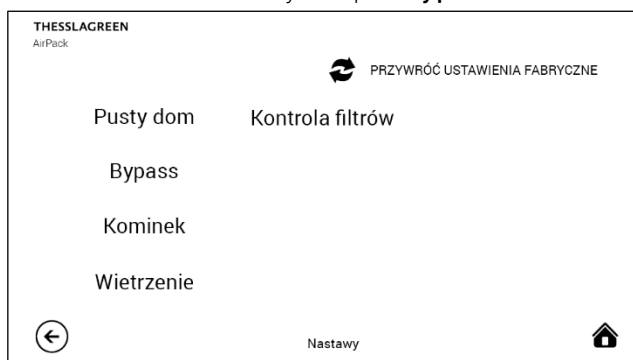 THESSLAGREEN
AirPack
PRZYWRÓĆ USTAWIENIA FABRYCZNE
Pusty dom
Kontrola filtrów
Bypass
Kominek
Wietrzenie
Nastawy